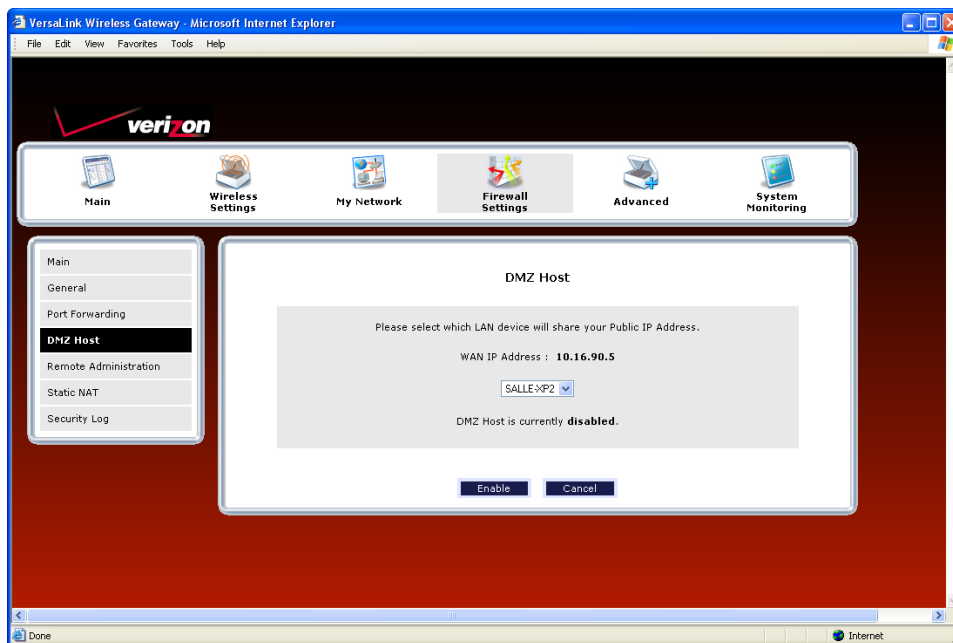 VersaLink Wireless Gateway - Microsoft Internet Explorer
File Edit View Favorites Tools Help
verizon
Main
Wireless
Settings
My Network
Firewall
Settings
Advanced
System
Monitoring
Main
General
Port Forwarding
DMZ Host
Remote Administration
Static NAT
Security Log
DMZ Host
Please select which LAN device will share your Public IP Address.
WAN IP Address : 10.16.90.5
SALLE-XP2
DMZ Host is currently disabled.
Enable Cancel
Done Internet